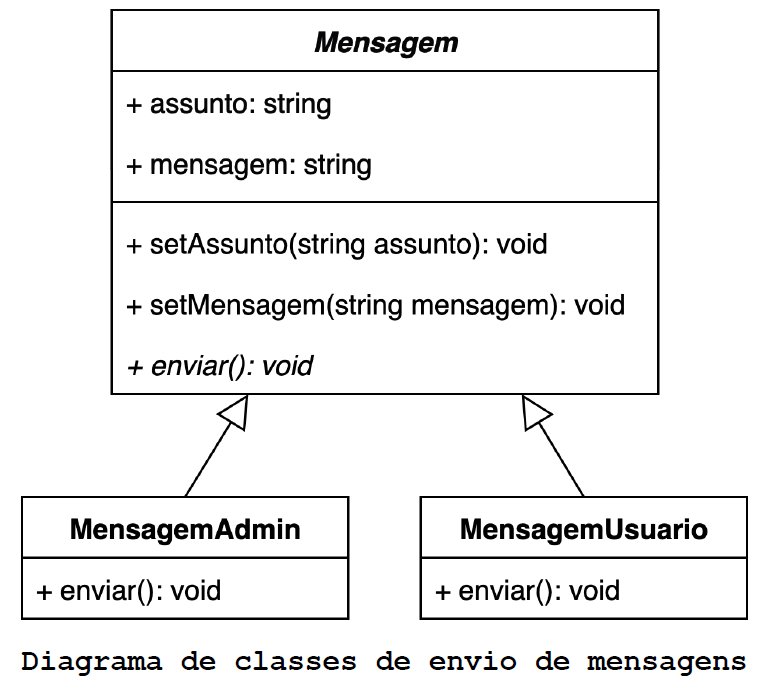 Mensagem
+ assunto: string
+ mensagem: string
+ setAssunto(string assunto): void
+ setMensagem(string mensagem): void
+ enviar(): void
MensagemAdmin
+ enviar(): void
MensagemUsuario
+ enviar(): void
Diagrama de classes de envio de mensagens